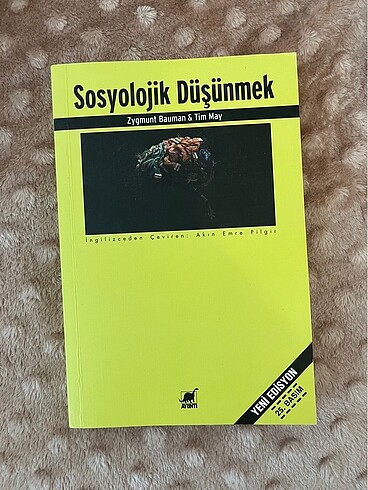 Sosyolojik Düşünmek
Zygmunt Bauman & Tim May
İngilizceden Çeviren: Akın Emre Pilgir
YENİ EDİSYON
25. BASIM
AYRINTI